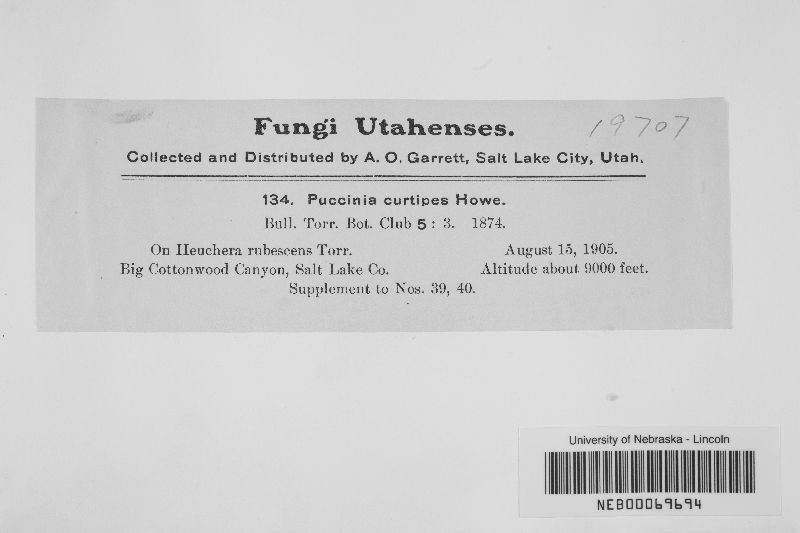 Fungi Utahenses.
19707
Collected and Distributed by A. O. Garrett, Salt Lake City, Utah.
134. Puccinia curtipes Howe.
Bull. Torr. Bot. Club 5 : 3. 1874.
On Heuchera rubescens Torr. August 15, 1905.
Big Cottonwood Canyon, Salt Lake Co. Altitude about 9000 feet.
Supplement to Nos. 39, 40.
University of Nebraska - Lincoln
NEB00069694